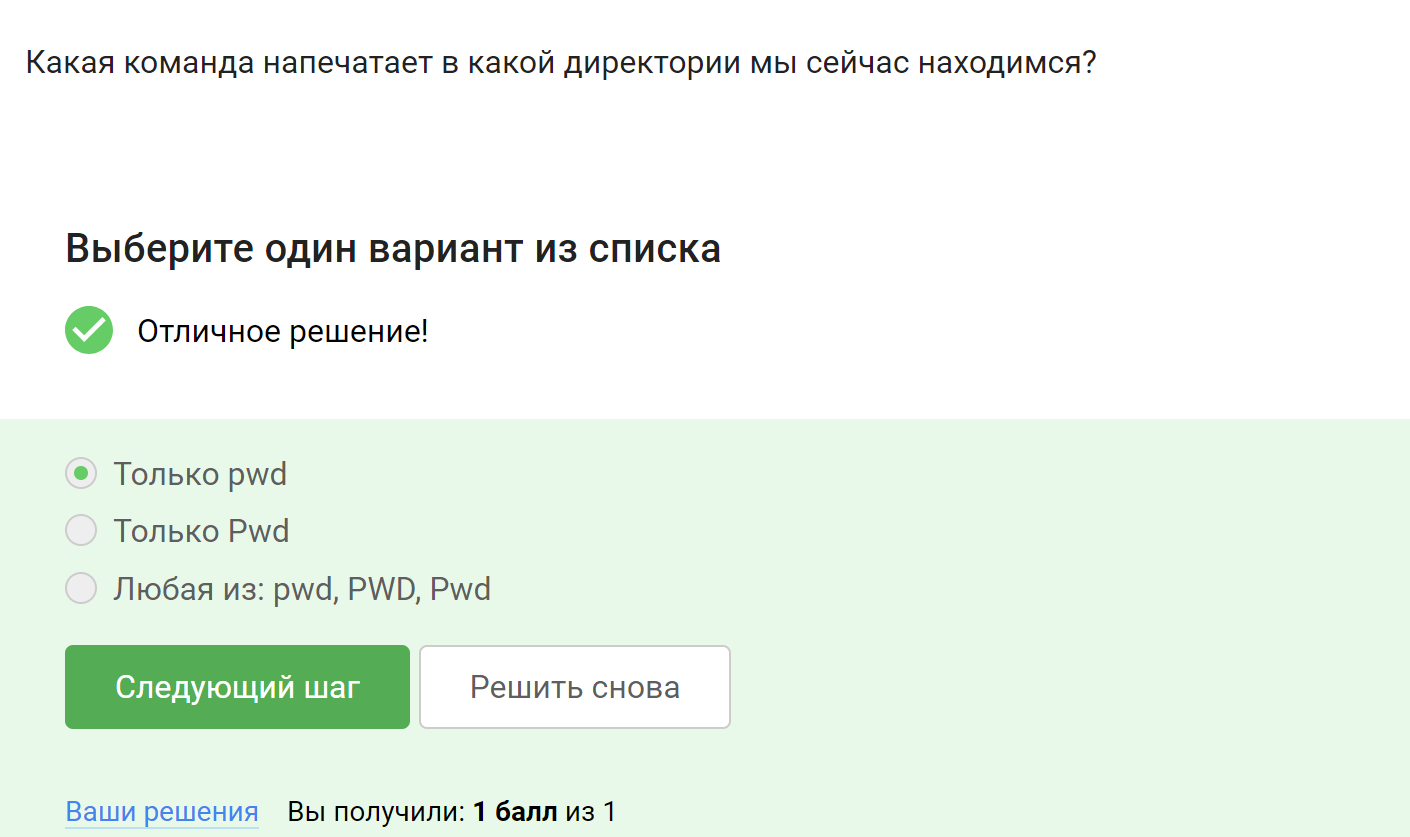 Какая команда напечатает в какой директории мы сейчас находимся?
Выберите один вариант из списка
Отличное решение!
Только pwd
Только Pwd
Любая из: pwd, PWD, Pwd
Следующий шаг
Решить снова
Ваши решения Вы получили: 1 балл из 1